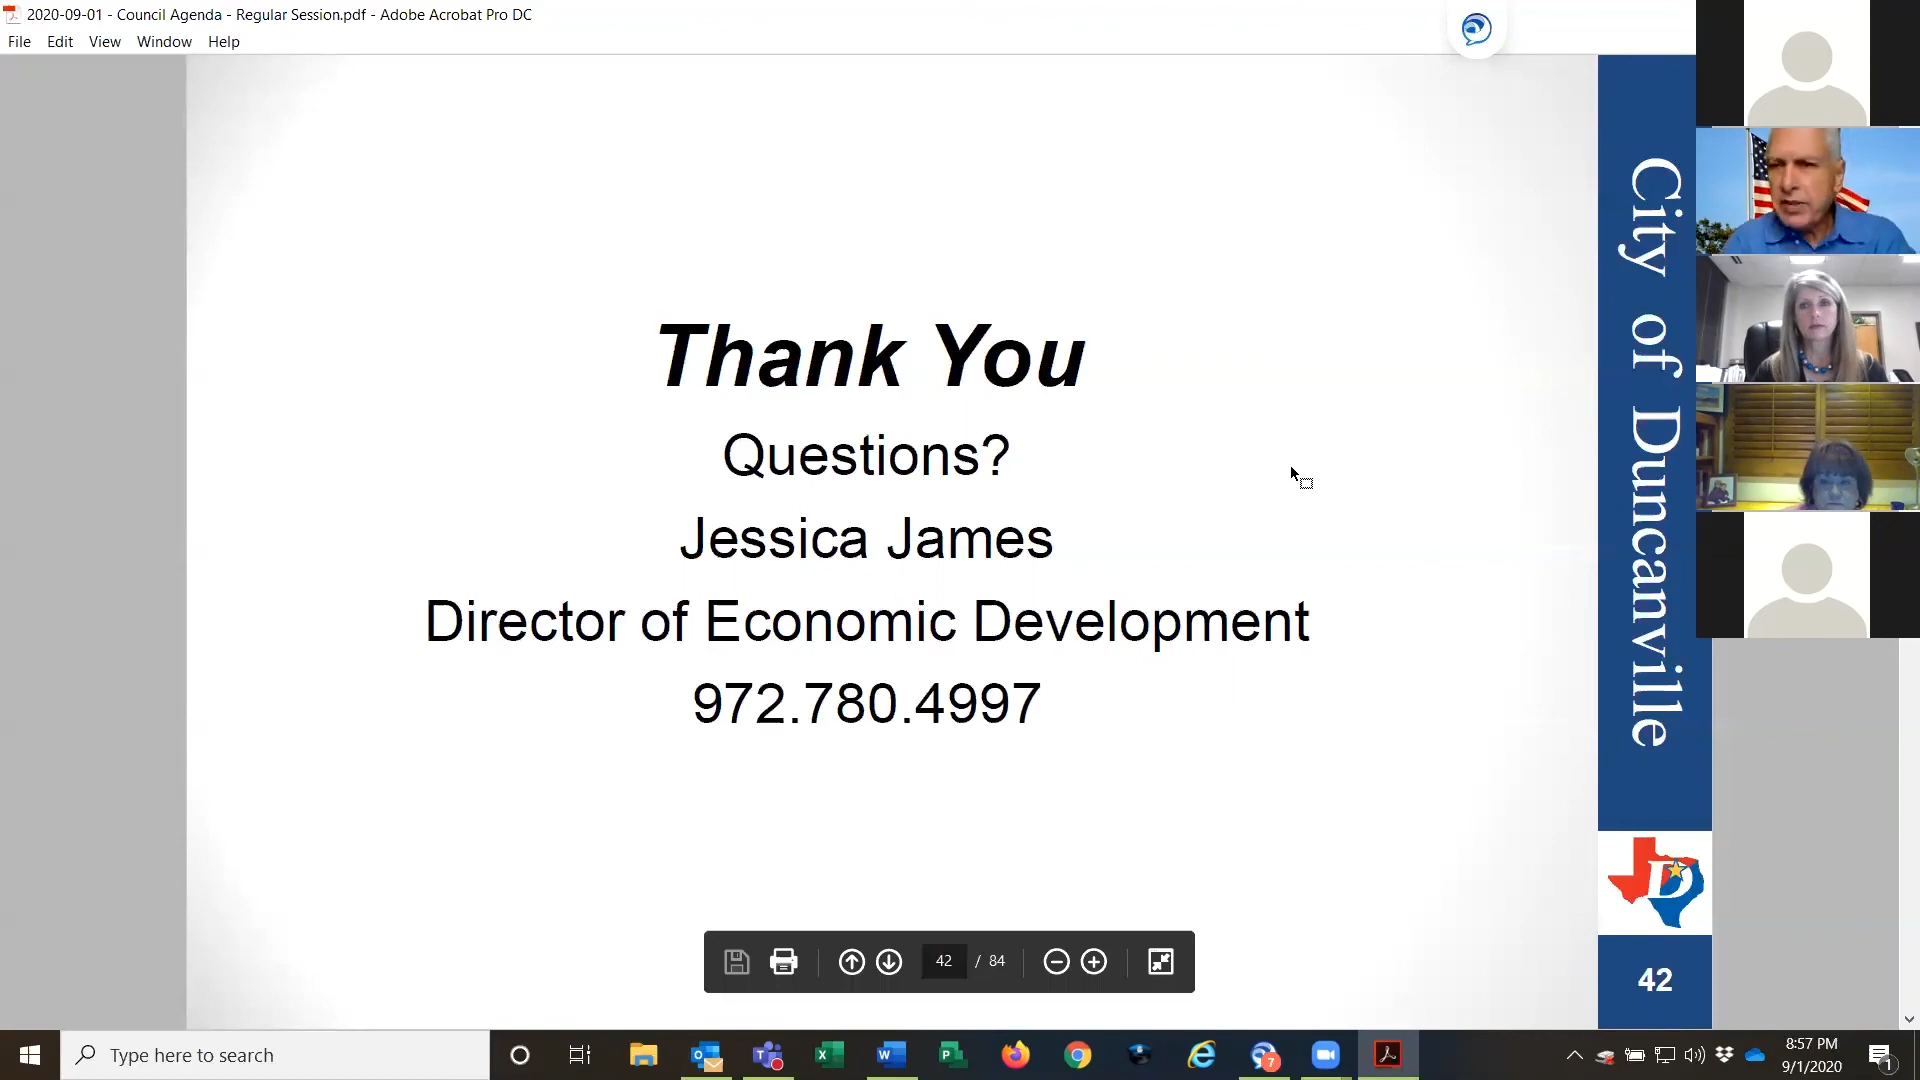 2020-09-01 - Council Agenda - Regular Session.pdf - Adobe Acrobat Pro DC
File Edit View Window Help
Thank You
Questions?
Jessica James
Director of Economic Development
972.780.4997
City of Duncanville
D
42
42 / 84
Type here to search
7
8:57 PM
9/1/2020
1